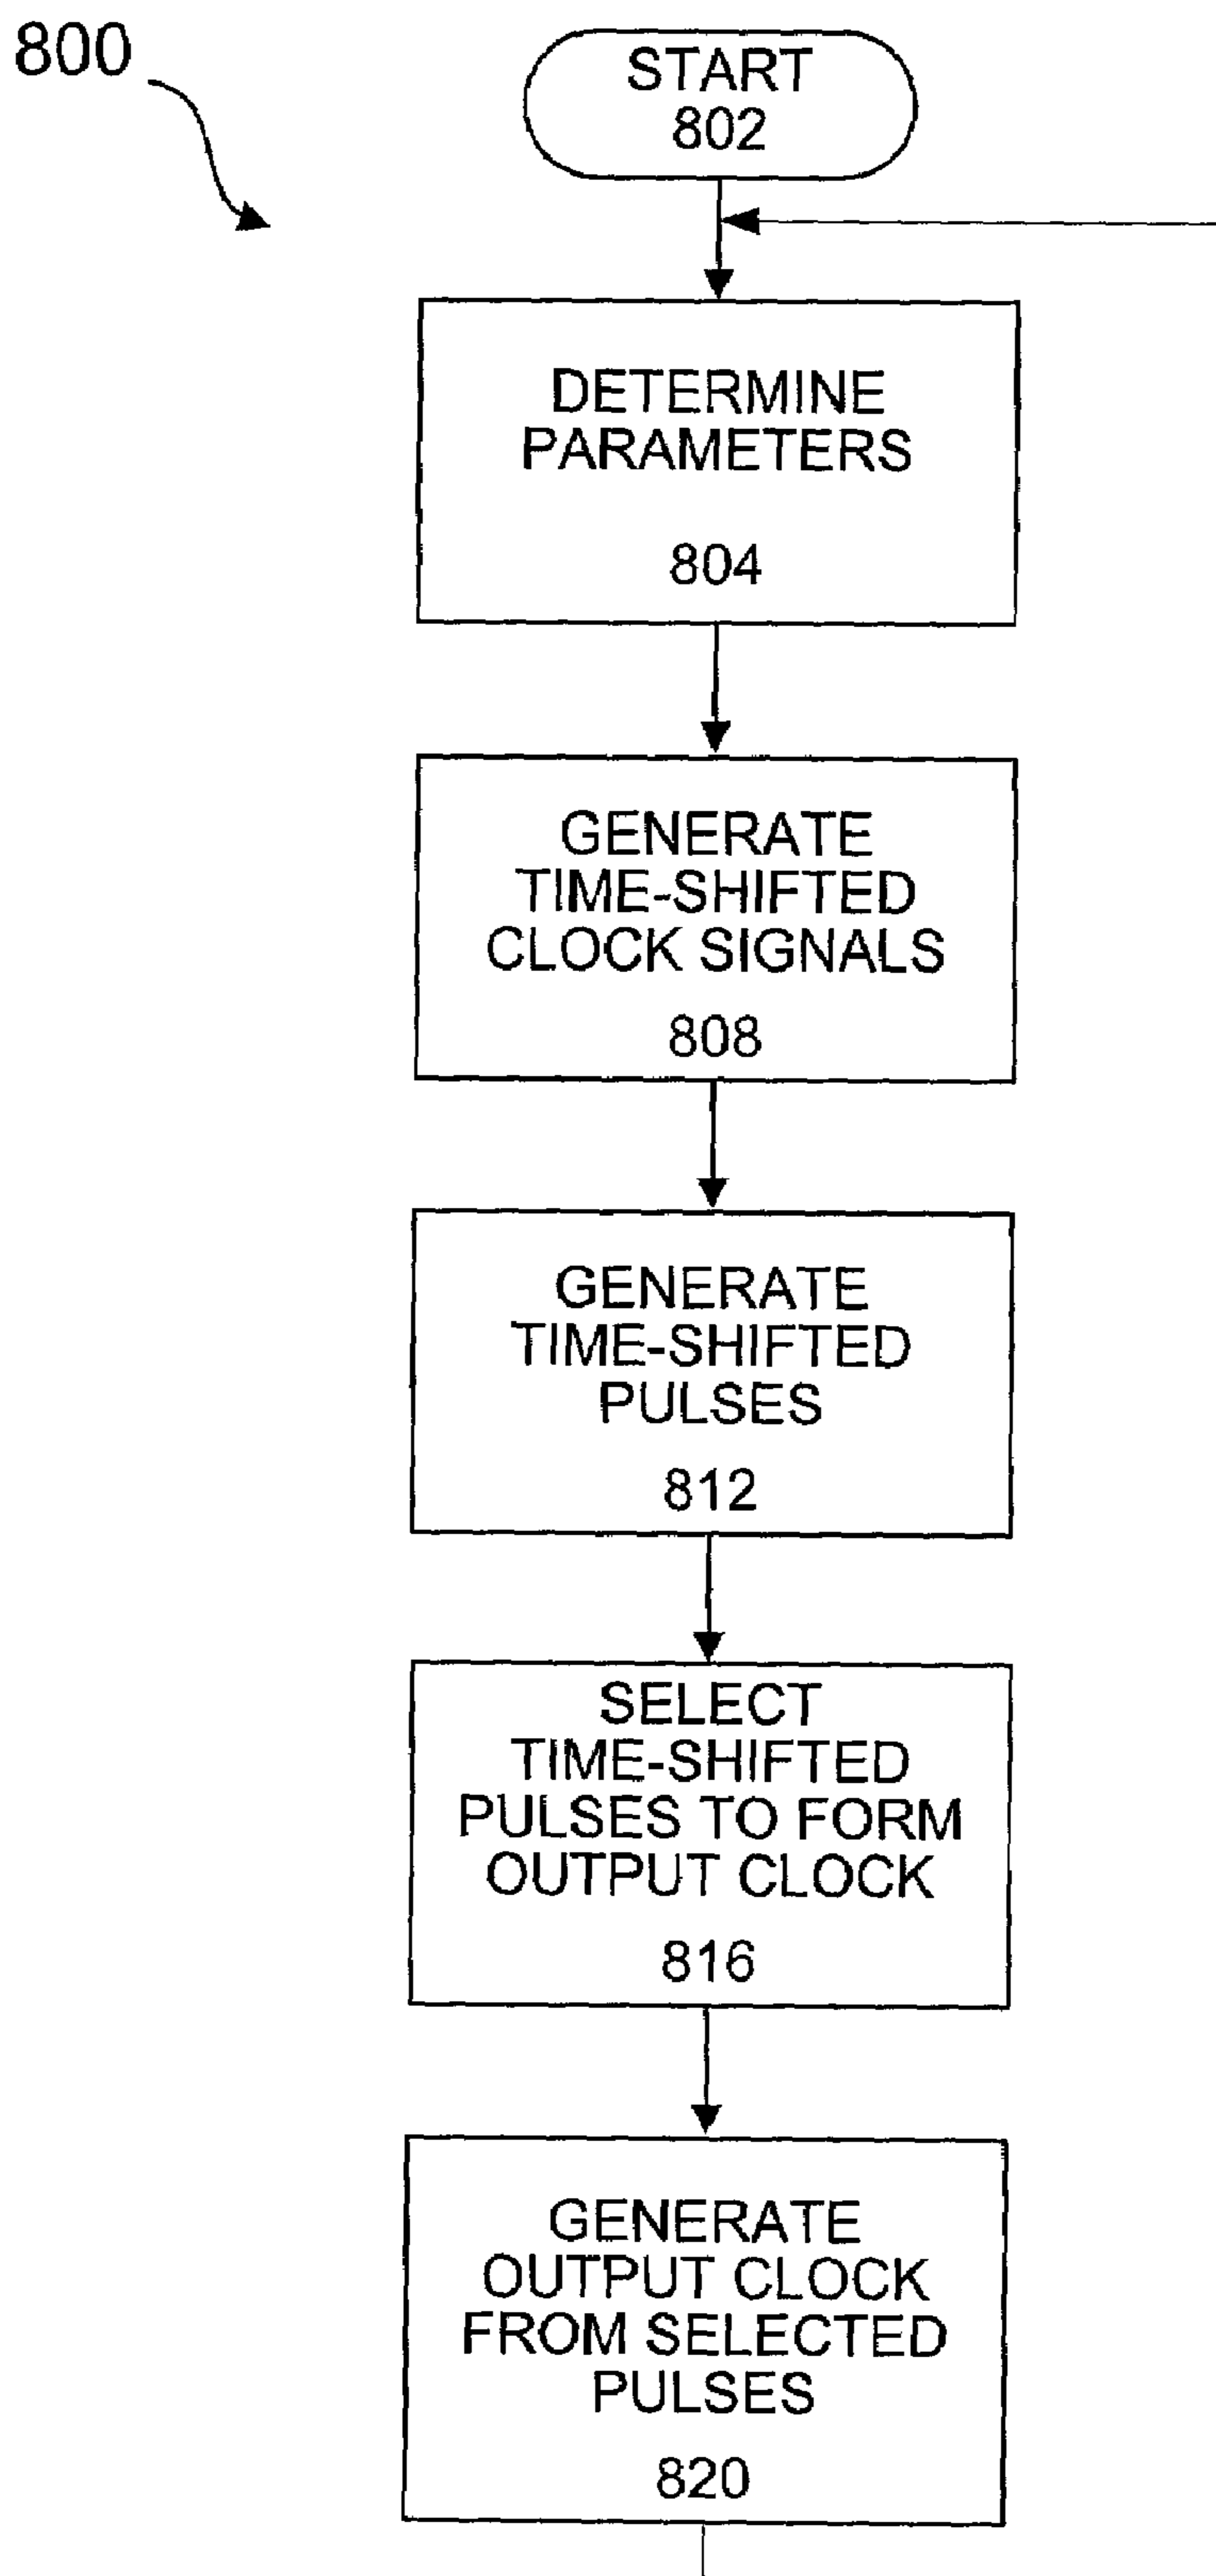 800
START
802
DETERMINE
PARAMETERS
804
GENERATE
TIME-SHIFTED
CLOCK SIGNALS
808
GENERATE
TIME-SHIFTED
PULSES
812
SELECT
TIME-SHIFTED
PULSES TO FORM
OUTPUT CLOCK
816
GENERATE
OUTPUT CLOCK
FROM SELECTED
PULSES
820